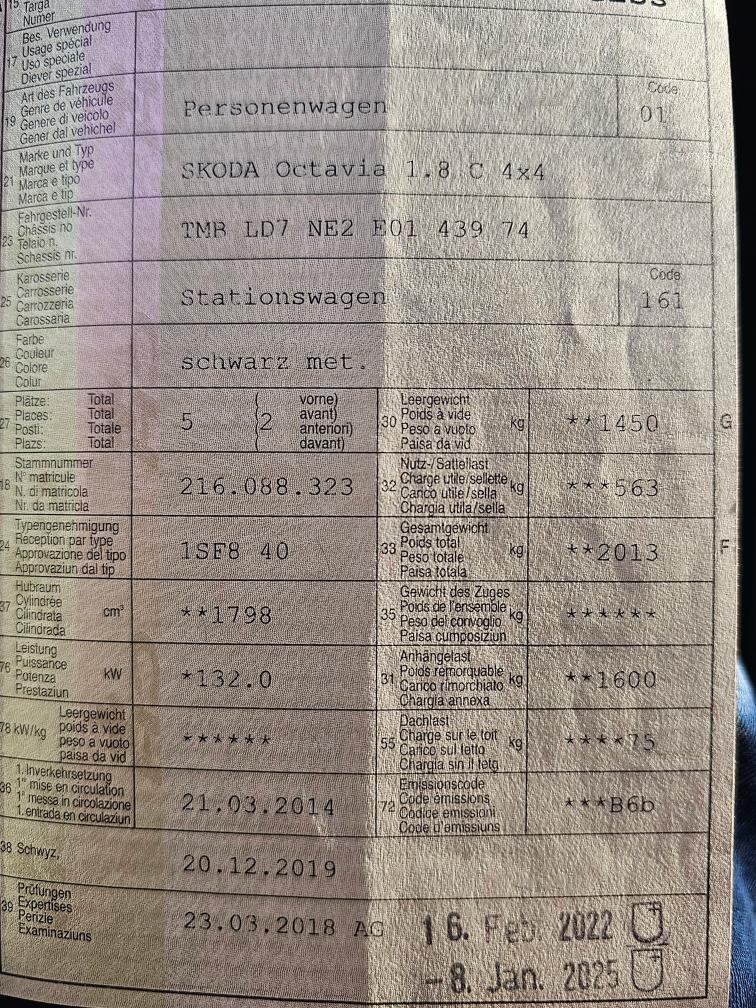 15 Targa
Numer
Bes. Verwendung
Usage spécial
17 Uso speciale
Diever spezial
Art des Fahrzeugs
Genre de véhicule
19 Genere di veicolo
Gener dal vehichel
Personenwagen
Code
01
Marke und Typ
Marque et type
21 Marca e tipo
Marca e tip
SKODA Octavia 1.8 C 4x4
Fahrgestell-Nr.
Châssis no
23 Telaio n.
Schassis nr.
TMB LD7 NE2 E01 439 74
Karosserie
Carrosserie
25 Carrozzeria
Carossaria
Stationswagen
Code
161
Farbe
26 Couleur
Colore
Colur
schwarz met.
Plätze: Total
27 Places: Total
Posti: Totale
Plazs: Total
5 (2 vorne)
avant)
anteriori)
davant)
Leergewicht
30 Poids à vide kg
Peso a vuoto
Paisa da vid
**1450 G
Stammnummer
18 N° matricule
N. di matricola
Nr. da matricla
216.088.323
Nutz-/Sattellast
32 Charge utile/sellette kg
Carico utile/sella
Chargia utila/sella
***563
Typengenehmigung
24 Réception par type
Approvazione del tipo
Approvaziun dal tip
1SF8 40
Gesamtgewicht
33 Poids total kg
Peso totale
Paisa totala
**2013 F
Hubraum
37 Cylindrée cm³
Cilindrata
Cilindrada
**1798
Gewicht des Zuges
35 Poids de l'ensemble kg
Peso del convoglio
Paisa cumposiziun
******
Leistung
76 Puissance kW
Potenza
Prestaziun
*132.0
Anhängelast
31 Poids remorquable kg
Carico rimorchiato
Chargia annexa
**1600
Leergewicht
78 kW/kg poids à vide
peso a vuoto
paisa da vid
******
Dachlast
55 Charge sur le toit kg
Carico sul tetto
Chargia sin il tetg
****75
1. Inverkehrsetzung
36 1re mise en circulation
1a messa in circolazione
1. entrada en circulaziun
21.03.2014
Emissionscode
72 Code émissions
Codice emissioni
Code d'emissiuns
***B6b
38 Schwyz,
20.12.2019
Prüfungen
39 Expertises
Perizie
Examinaziuns
23.03.2018 AG
16. Feb. 2022
-8. Jan. 2025